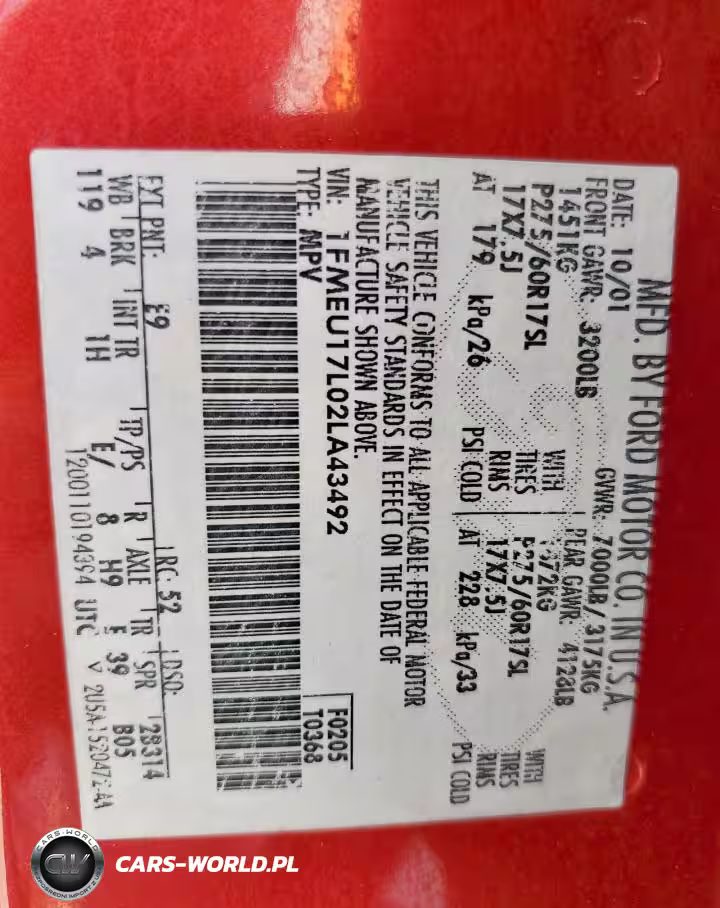 MFD. BY FORD MOTOR CO. IN U.S.A.
DATE: 10/01 GVWR: 7000LB/ 3175KG
FRONT GAWR: 3200LB REAR GAWR: 4128LB
1451KG WITH 1872KG WITH
P275/60R17SL TIRES P275/60R17SL TIRES
17X7.5J RIMS 17X7.5J RIMS
AT 179 kPa/26 PSI COLD AT 228 kPa/33 PSI COLD
THIS VEHICLE CONFORMS TO ALL APPLICABLE FEDERAL MOTOR
VEHICLE SAFETY STANDARDS IN EFFECT ON THE DATE OF
MANUFACTURE SHOWN ABOVE.
VIN: 1FMEU17L02LA43492 F0205
TYPE: MPV T0368
EXT PNT: E9 RC: 52 DSO: 28314
WB BRK INT TR TP/PS R AXLE TR SPR B05
119 4 1H E/ 8 H9 E 39
UTC
CARS-WORLD
CW
CARS-WORLD.PL